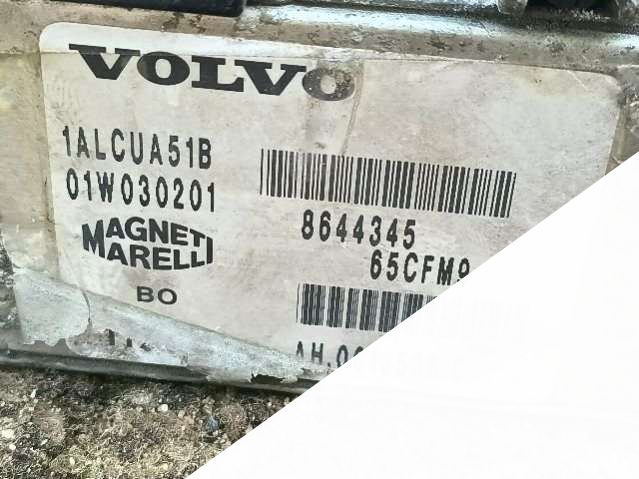 VOLVO
1ALCUA51B
01W030201
8644345
MAGNETI
MARELLI
65CFM9
BO